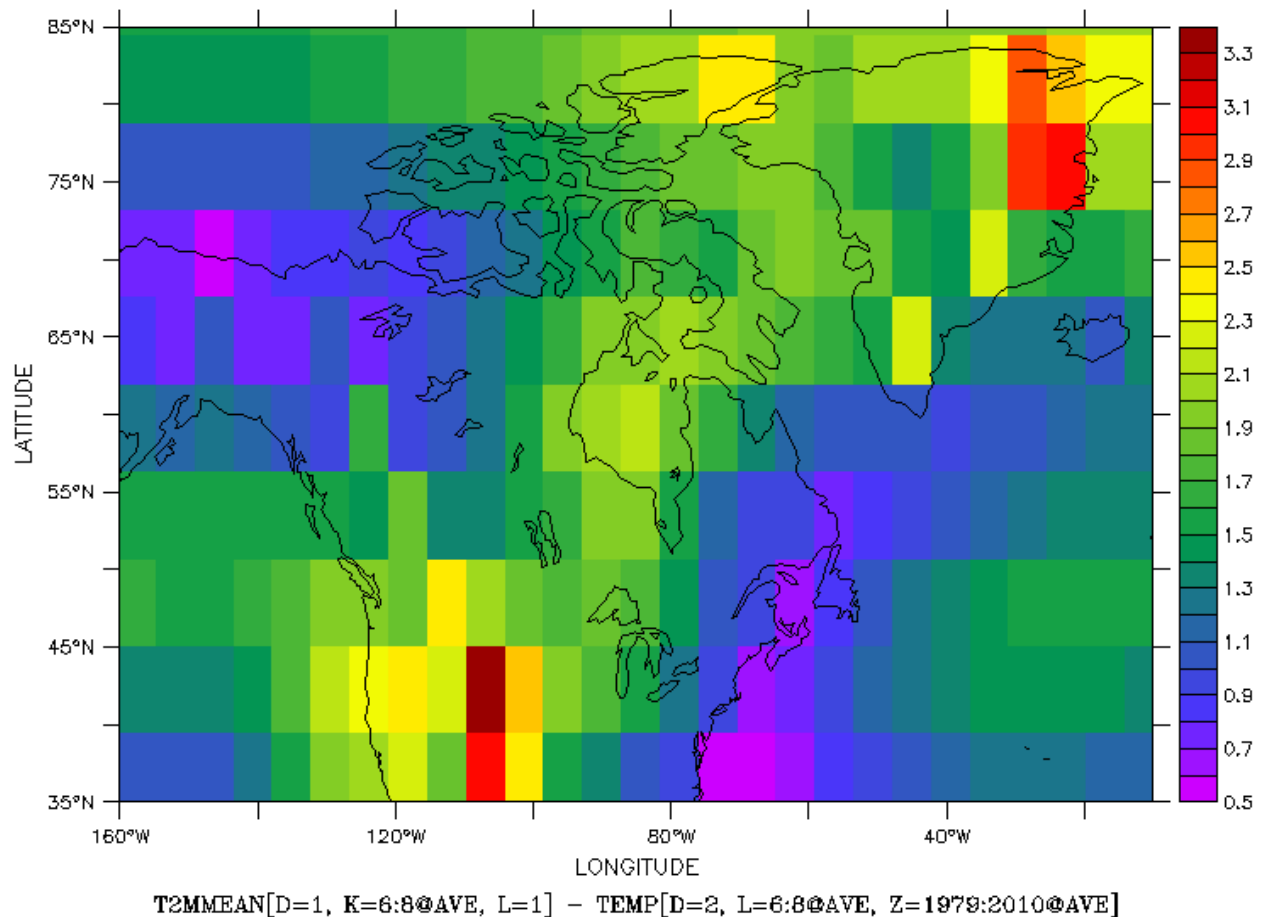 85°N
75°N
65°N
55°N
45°N
35°N
LATITUDE
160°W 120°W 80°W 40°W
LONGITUDE
3.3
3.1
2.9
2.7
2.5
2.3
2.1
1.9
1.7
1.5
1.3
1.1
0.9
0.7
0.5
T2MMEAN[D=1, K=6:8@AVE, L=1] - TEMP[D=2, L=6:8@AVE, Z=1979:2010@AVE]